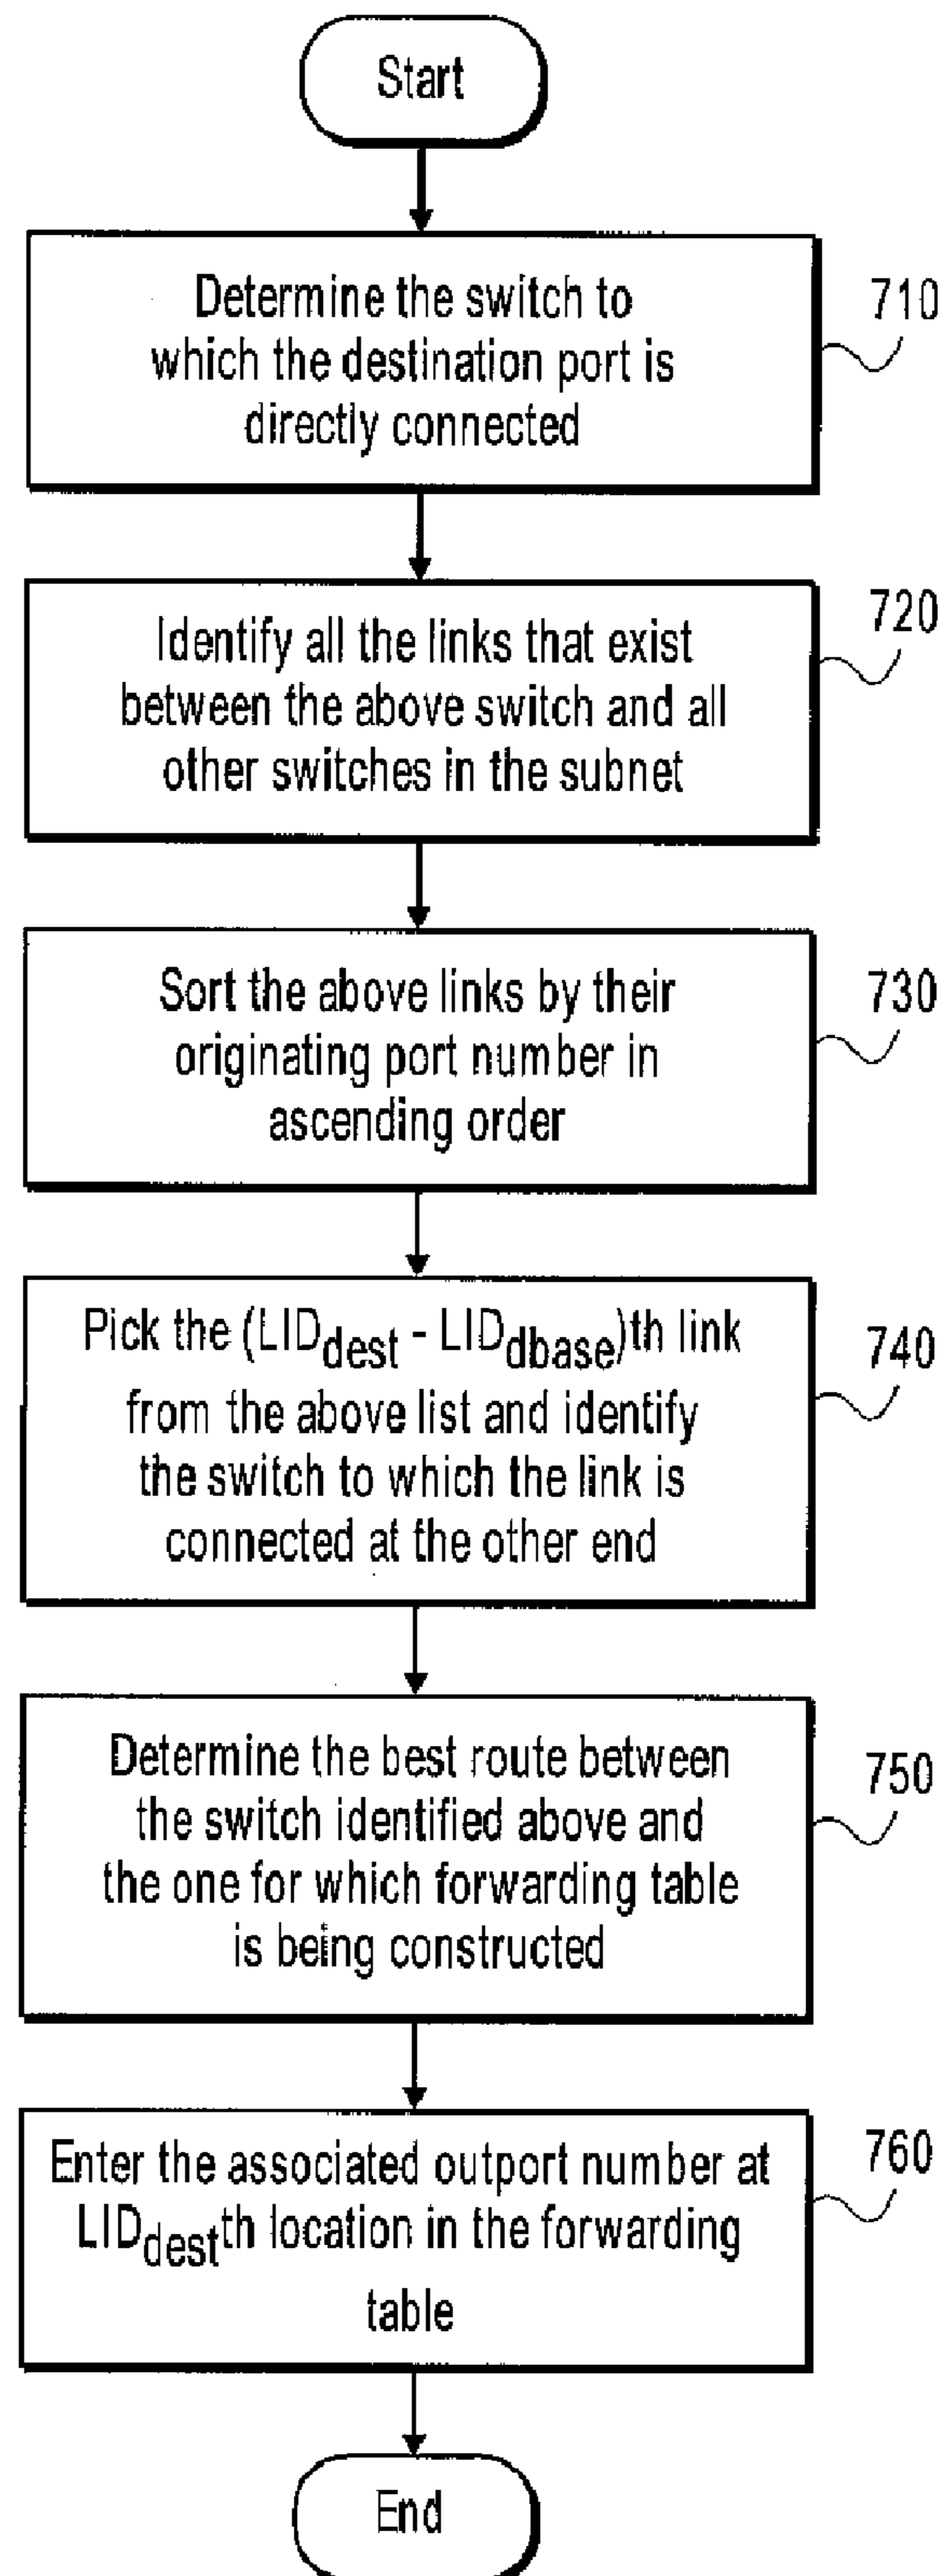 Start
Determine the switch to
which the destination port is
directly connected
710
Identify all the links that exist
between the above switch and all
other switches in the subnet
720
Sort the above links by their
originating port number in
ascending order
730
Pick the (LIDdest - LIDdbase)th link
from the above list and identify
the switch to which the link is
connected at the other end
740
Determine the best route between
the switch identified above and
the one for which forwarding table
is being constructed
750
Enter the associated outport number at
LIDdestth location in the forwarding
table
760
End